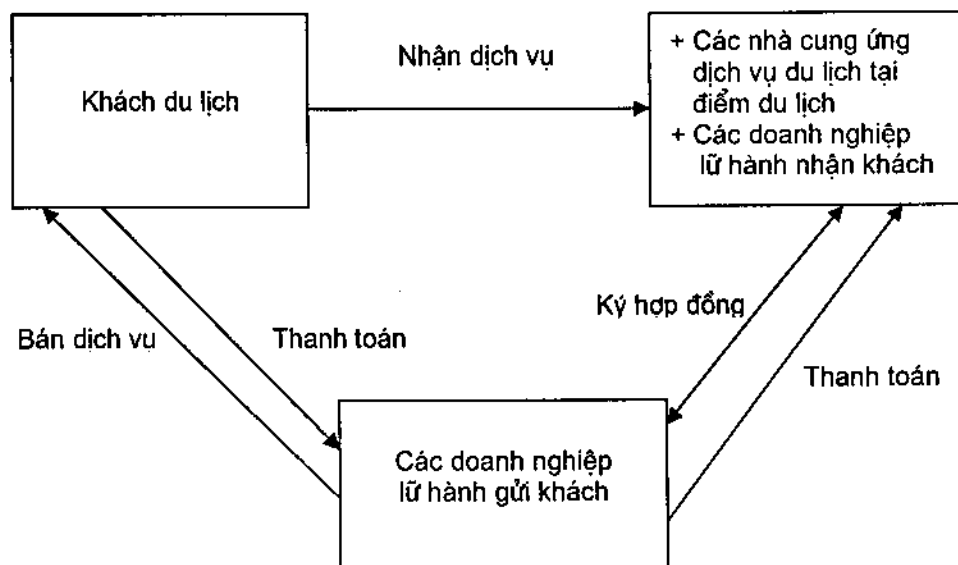 Khách du lịch
Nhận dịch vụ
+ Các nhà cung ứng
dịch vụ du lịch tại
điểm du lịch
+ Các doanh nghiệp
lữ hành nhận khách
Bán dịch vụ
Thanh toán
Ký hợp đồng
Thanh toán
Các doanh nghiệp
lữ hành gửi khách